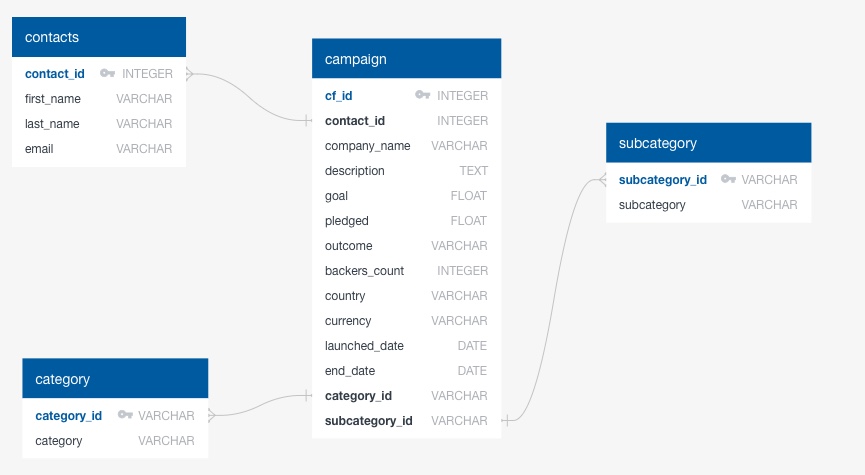 contacts
contact_id INTEGER
first_name VARCHAR
last_name VARCHAR
email VARCHAR
campaign
cf_id INTEGER
contact_id INTEGER
company_name VARCHAR
description TEXT
goal FLOAT
pledged FLOAT
outcome VARCHAR
backers_count INTEGER
country VARCHAR
currency VARCHAR
launched_date DATE
end_date DATE
category_id VARCHAR
subcategory_id VARCHAR
subcategory
subcategory_id VARCHAR
subcategory VARCHAR
category
category_id VARCHAR
category VARCHAR